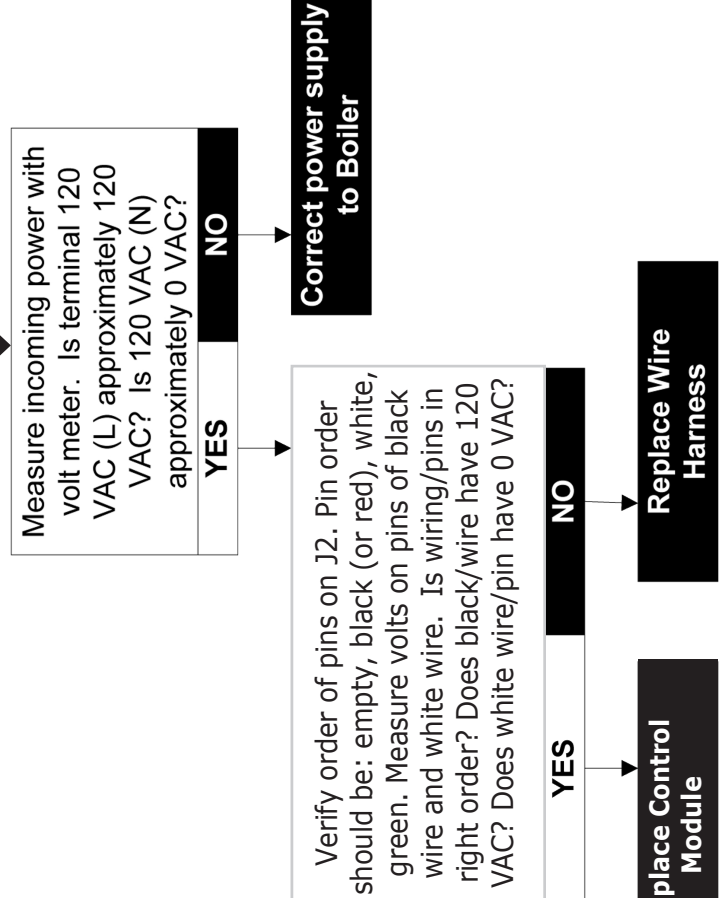 Measure incoming power with
volt meter. Is terminal 120
VAC (L) approximately 120
VAC? Is 120 VAC (N)
approximately 0 VAC?
YES
NO
Correct power supply
to Boiler
Verify order of pins on J2. Pin order
should be: empty, black (or red), white,
green. Measure volts on pins of black
wire and white wire. Is wiring/pins in
right order? Does black/wire have 120
VAC? Does white wire/pin have 0 VAC?
YES
NO
Replace Wire
Harness
place Control
Module